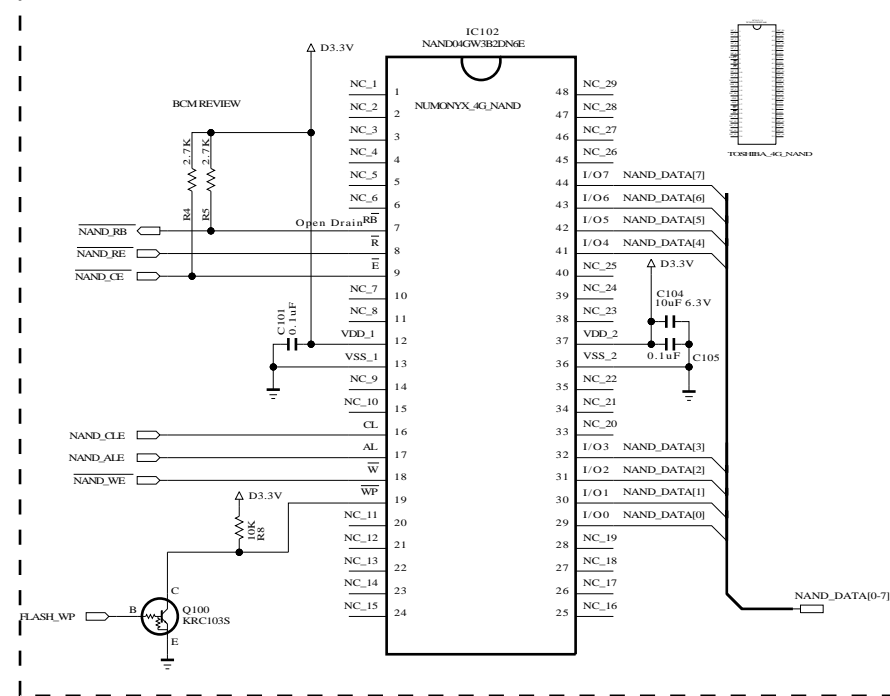 IC102
NAND04GW3B2DN6E
D3.3V
NUMONYX_4G_NAND
TOSHIBA_4G_NAND
BCM REVIEW
2.7K
2.7K
R4
R5
Open Drain
NAND_RB
NAND_RE
NAND_CE
C101
0.1uF
NAND_CLE
NAND_ALE
NAND_WE
D3.3V
10K
R8
FLASH_WP
B
C
E
Q100
KRC103S
NC_1 1
NC_2 2
NC_3 3
NC_4 4
NC_5 5
NC_6 6
RB 7
R 8
E 9
NC_7 10
NC_8 11
VDD_1 12
VSS_1 13
NC_9 14
NC_10 15
CL 16
AL 17
W 18
WP 19
NC_11 20
NC_12 21
NC_13 22
NC_14 23
NC_15 24
48 NC_29
47 NC_28
46 NC_27
45 NC_26
44 I/O7 NAND_DATA[7]
43 I/O6 NAND_DATA[6]
42 I/O5 NAND_DATA[5]
41 I/O4 NAND_DATA[4]
40 NC_25
39 NC_24
38 NC_23
37 VDD_2
36 VSS_2
35 NC_22
34 NC_21
33 NC_20
32 I/O3 NAND_DATA[3]
31 I/O2 NAND_DATA[2]
30 I/O1 NAND_DATA[1]
29 I/O0 NAND_DATA[0]
28 NC_19
27 NC_18
26 NC_17
25 NC_16
D3.3V
C104
10uF 6.3V
0.1uF
C105
NAND_DATA[0-7]